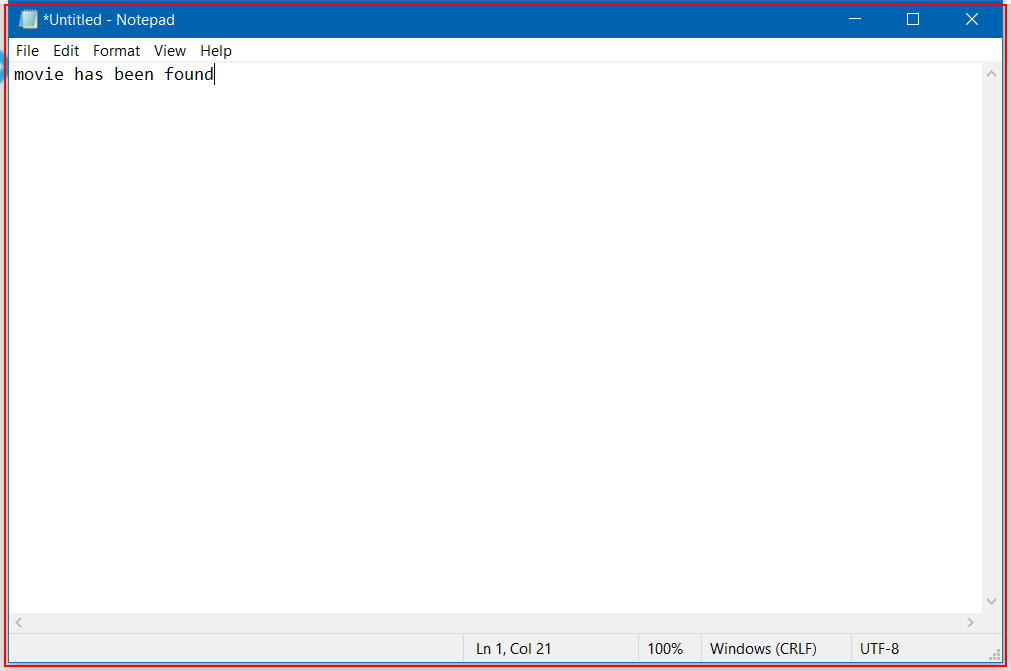 *Untitled - Notepad
File Edit Format View Help
movie has been found
Ln 1, Col 21 100% Windows (CRLF) UTF-8